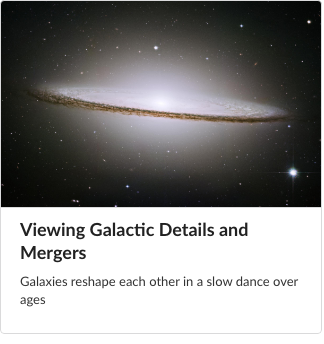 Viewing Galactic Details and
Mergers
Galaxies reshape each other in a slow dance over
ages